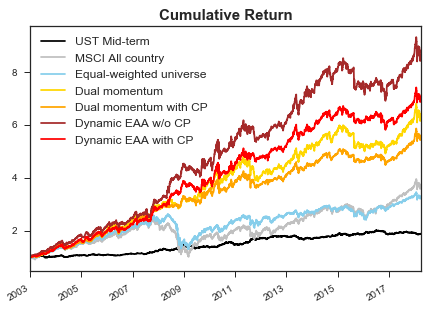 Cumulative Return
UST Mid-term
MSCI All country
Equal-weighted universe
Dual momentum
Dual momentum with CP
Dynamic EAA w/o CP
Dynamic EAA with CP
8
6
4
2
2003
2005
2007
2009
2011
2013
2015
2017